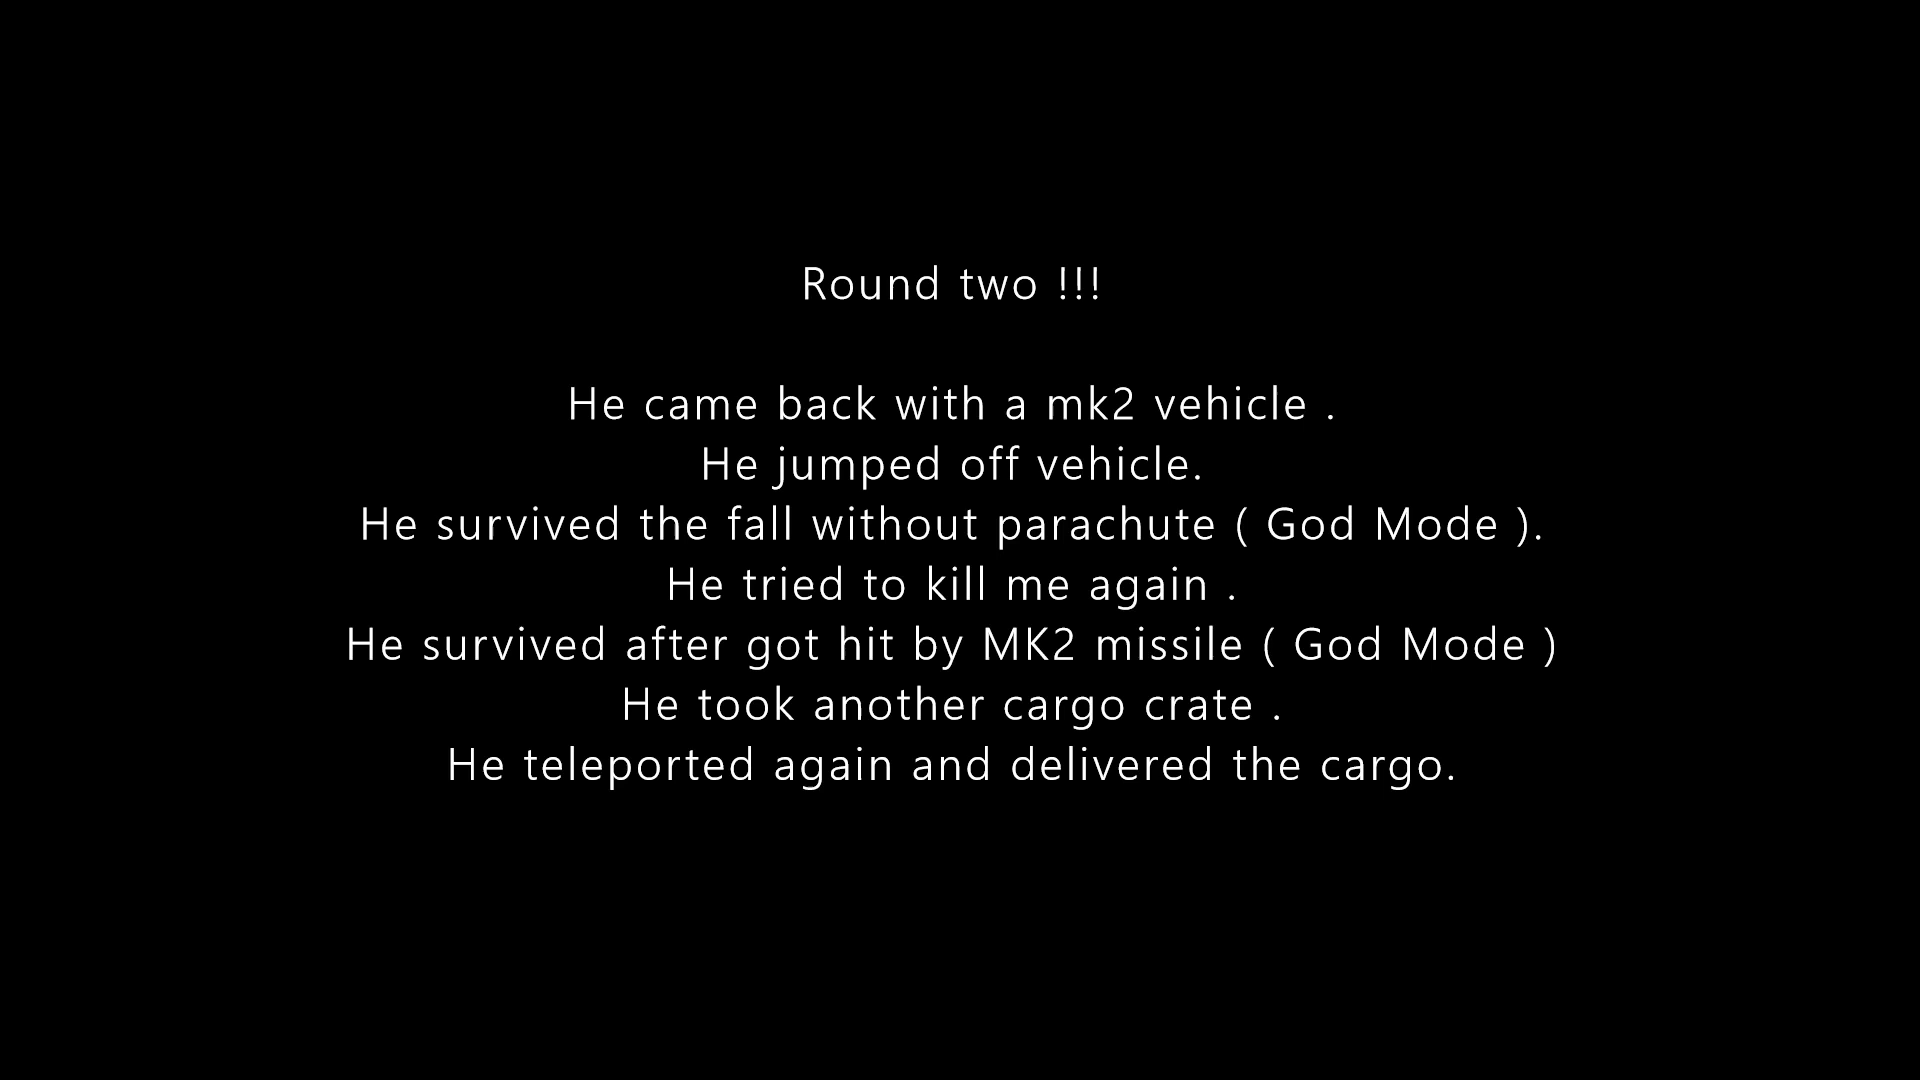 Round two !!!
He came back with a mk2 vehicle .
He jumped off vehicle.
He survived the fall without parachute ( God Mode ).
He tried to kill me again .
He survived after got hit by MK2 missile ( God Mode )
He took another cargo crate .
He teleported again and delivered the cargo.